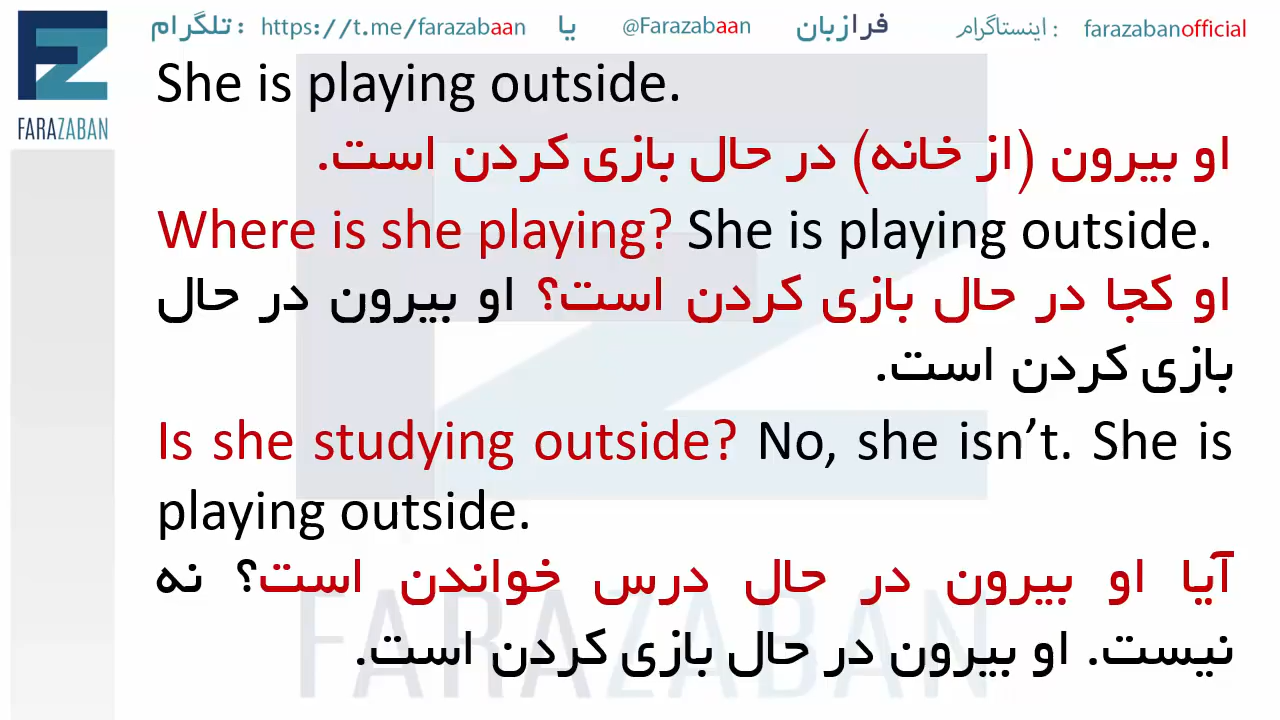 تلگرام : https://t.me/farazabaan یا @Farazabaan فرازبان اینستاگرام : farazabanofficial
FARAZABAN
She is playing outside.
او بیرون (از خانه) در حال بازی کردن است.
Where is she playing? She is playing outside.
او کجا در حال بازی کردن است؟ او بیرون در حال
بازی کردن است.
Is she studying outside? No, she isn’t. She is
playing outside.
آیا او بیرون در حال درس خواندن است؟ نه
نیست. او بیرون در حال بازی کردن است.
FARAZABAN